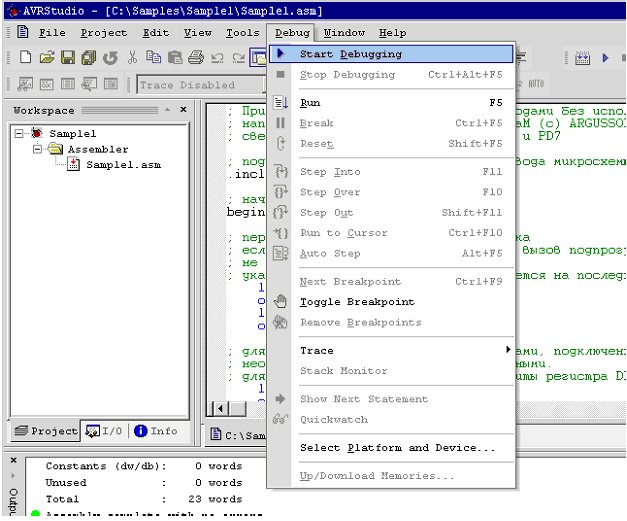 AVRStudio - [C:\Samples\Sample1\Sample1.asm]
File Project Edit View Tools Debug Window Help
Trace Disabled
AUTO
Workspace
Sample1
Assembler
Sample1.asm
Project I/O Info
Start Debugging
Stop Debugging Ctrl+Alt+F5
Run F5
Break Ctrl+F5
Reset Shift+F5
Step Into F11
Step Over F10
Step Out Shift+F11
Run to Cursor Ctrl+F10
Auto Step Alt+F5
Next Breakpoint Ctrl+F9
Toggle Breakpoint
Remove Breakpoints
Trace
Stack Monitor
Show Next Statement
Quickwatch
Select Platform and Device...
Up/Download Memories...
; При
; нап
; све
; под
.incl
; нач
begin
; пер
; есл
; не
; ука
; для
; нео
одами без испо
аМ (c) ARGUSSO
и PD7
вода микросхем
ка
вызов подпрогр
ется на послед
ами, подключен
ными.
иты регистра D
C:\Sam
Constants (dw/db): 0 words
Unused : 0 words
Total : 23 words